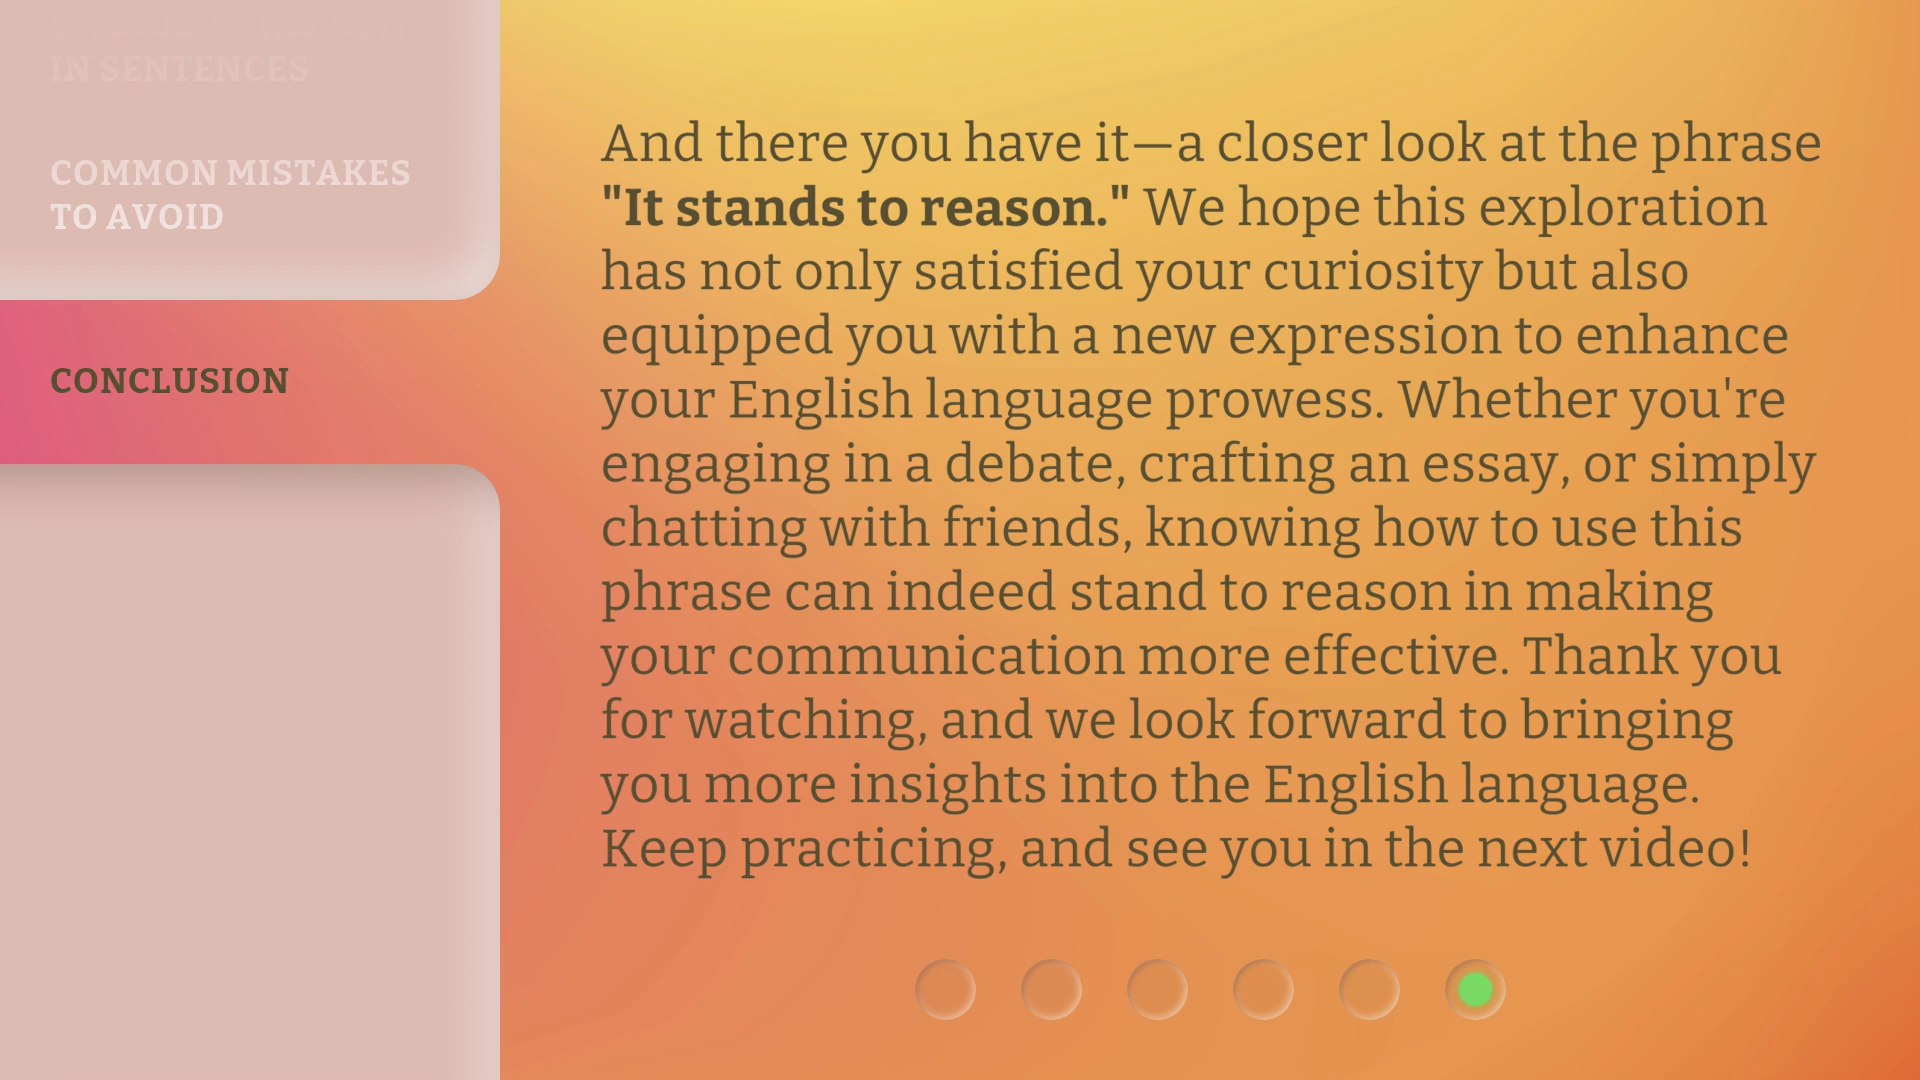 STANDS TO REASON
IN SENTENCES
COMMON MISTAKES
TO AVOID
CONCLUSION
And there you have it—a closer look at the phrase
"It stands to reason." We hope this exploration
has not only satisfied your curiosity but also
equipped you with a new expression to enhance
your English language prowess. Whether you're
engaging in a debate, crafting an essay, or simply
chatting with friends, knowing how to use this
phrase can indeed stand to reason in making
your communication more effective. Thank you
for watching, and we look forward to bringing
you more insights into the English language.
Keep practicing, and see you in the next video!